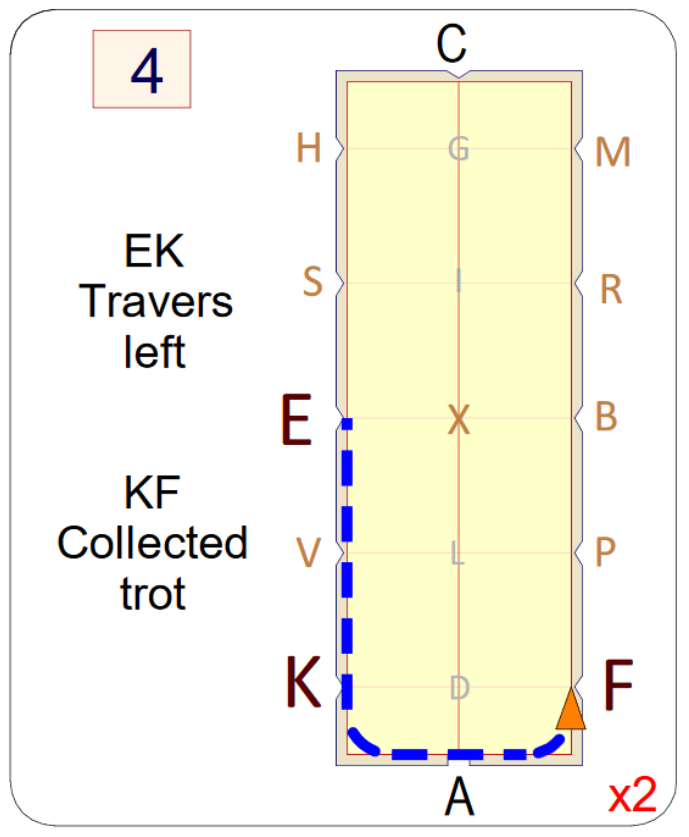 4
C
H G M
EK
Travers
left
S I R
E X B
KF
Collected
trot
V L P
K D F
A
x2